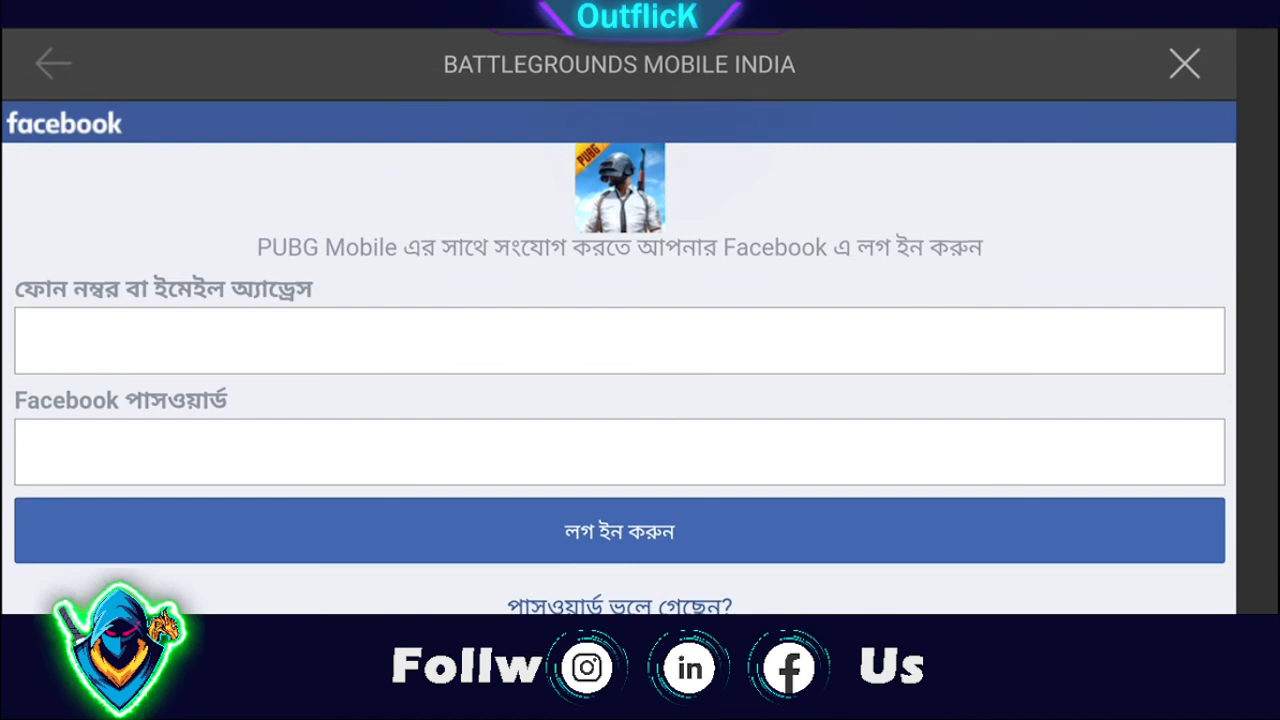 OutflicK
BATTLEGROUNDS MOBILE INDIA
facebook
PUBG
PUBG Mobile এর সাথে সংযোগ করতে আপনার Facebook এ লগ ইন করুন
ফোন নম্বর বা ইমেইল অ্যাড্রেস
Facebook পাসওয়ার্ড
লগ ইন করুন
পাসওয়ার্ড ভুলে গেছেন?
Follw in f Us